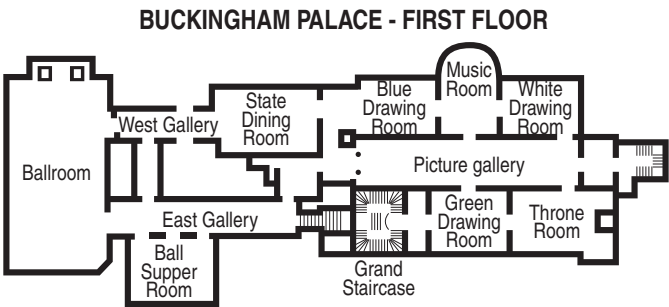 BUCKINGHAM PALACE - FIRST FLOOR
Music
Room
Blue
Drawing
Room
White
Drawing
Room
State
Dining
Room
West Gallery
Ballroom
Picture gallery
East Gallery
Green
Drawing
Room
Throne
Room
Ball
Supper
Room
Grand
Staircase